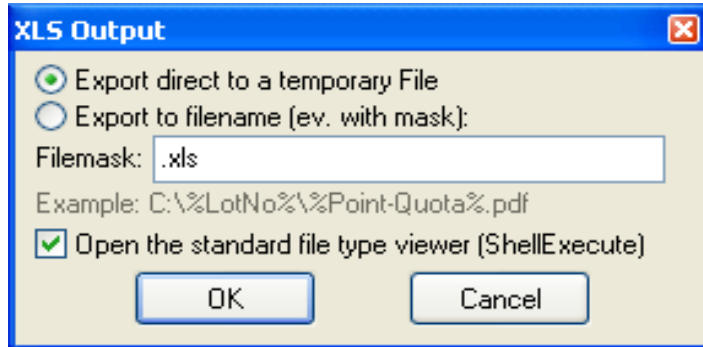 XLS Output
Export direct to a temporary File
Export to filename (ev. with mask):
Filemask: .xls
Example: C:\%LotNo%\%Point-Quota%.pdf
Open the standard file type viewer (ShellExecute)
OK Cancel